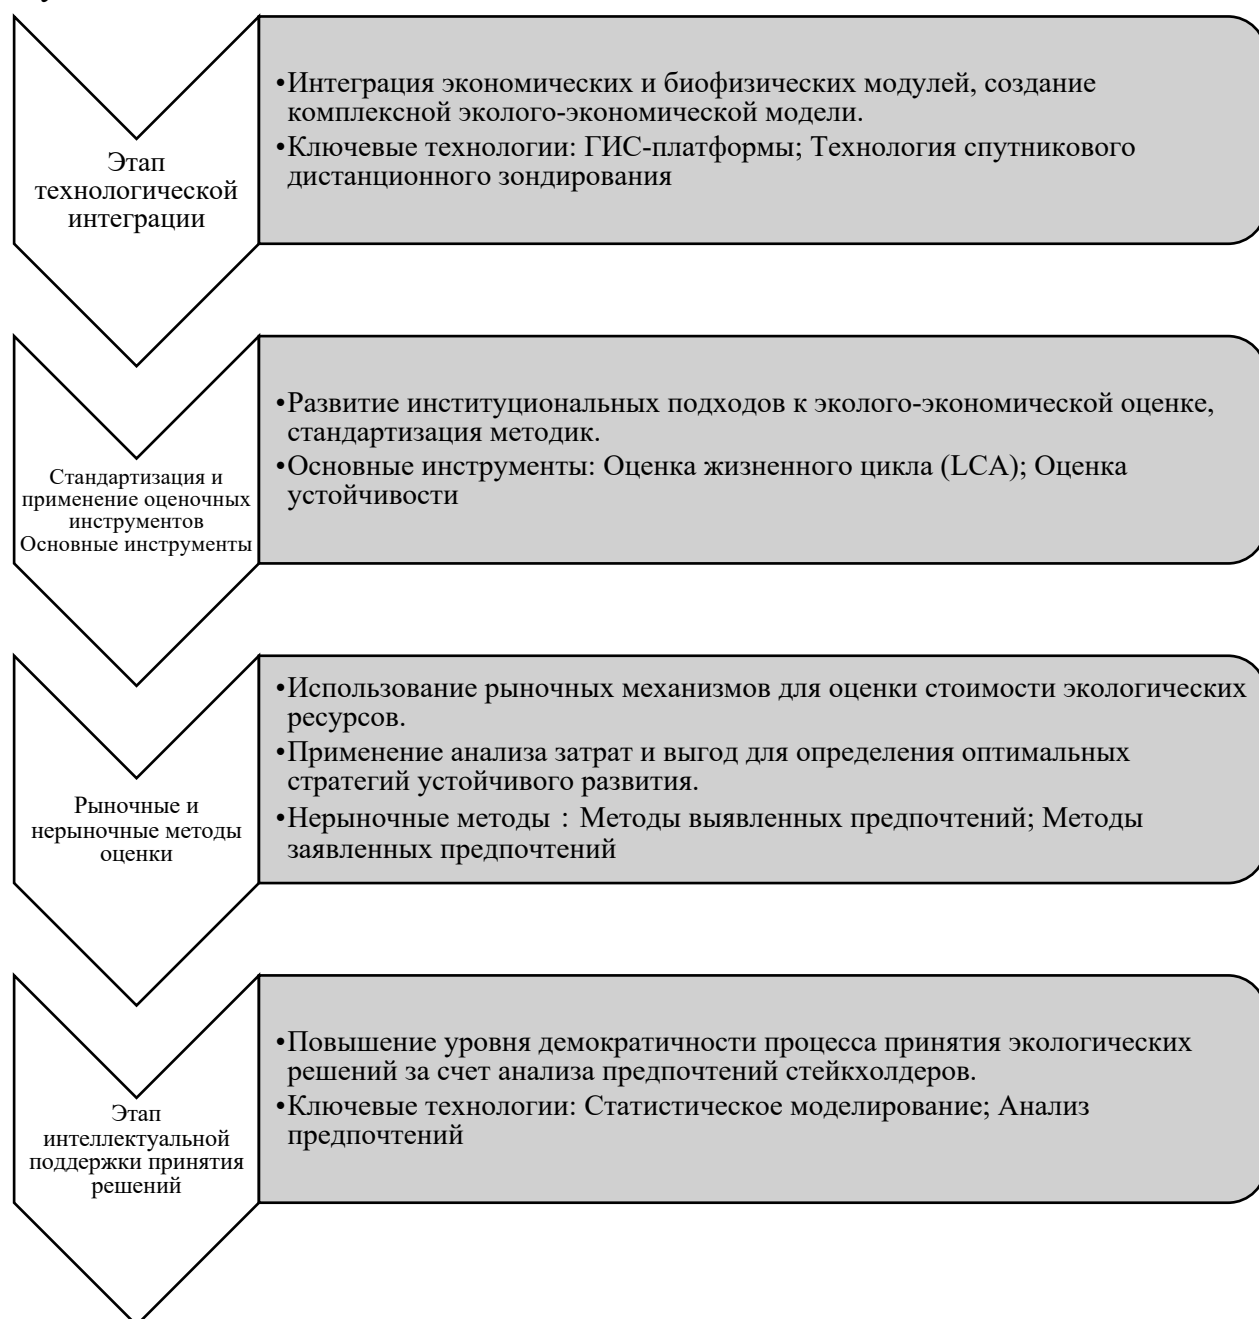 Этап
технологической
интеграции
•Интеграция экономических и биофизических модулей, создание
комплексной эколого-экономической модели.
•Ключевые технологии: ГИС-платформы; Технология спутникового
дистанционного зондирования
Стандартизация и
применение оценочных
инструментов
Основные инструменты
•Развитие институциональных подходов к эколого-экономической оценке,
стандартизация методик.
•Основные инструменты: Оценка жизненного цикла (LCA); Оценка
устойчивости
Рыночные и
нерыночные методы
оценки
•Использование рыночных механизмов для оценки стоимости экологических
ресурсов.
•Применение анализа затрат и выгод для определения оптимальных
стратегий устойчивого развития.
•Нерыночные методы：Методы выявленных предпочтений; Методы
заявленных предпочтений
Этап
интеллектуальной
поддержки принятия
решений
•Повышение уровня демократичности процесса принятия экологических
решений за счет анализа предпочтений стейкхолдеров.
•Ключевые технологии: Статистическое моделирование; Анализ
предпочтений